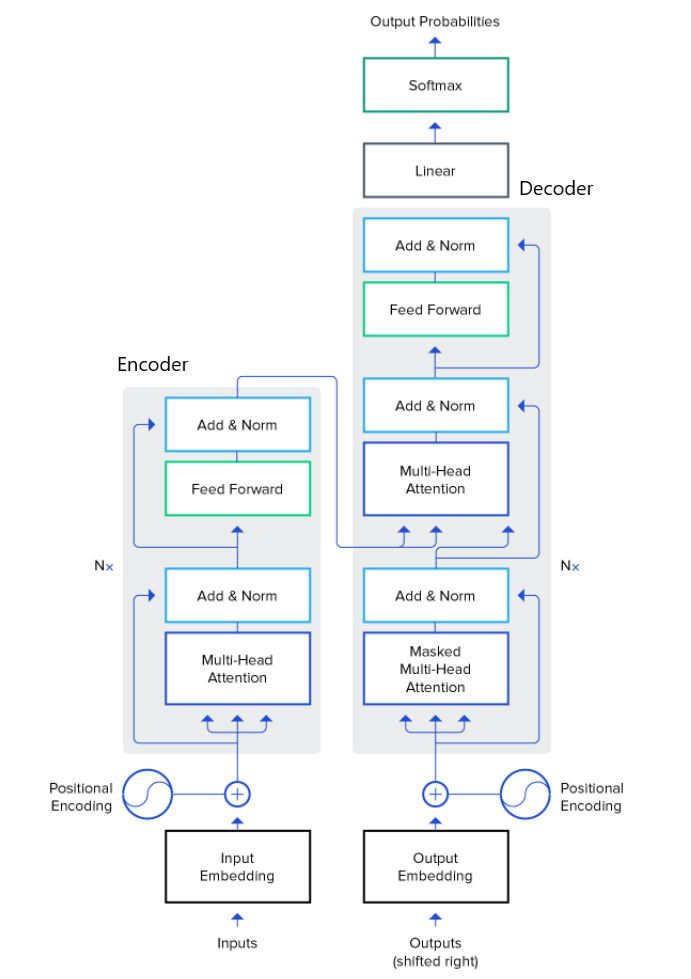 Output Probabilities
Softmax
Linear
Decoder
Add & Norm
Feed Forward
Add & Norm
Multi-Head
Attention
Add & Norm
Masked
Multi-Head
Attention
Nx
Positional
Encoding
Output
Embedding
Outputs
(shifted right)
Encoder
Add & Norm
Feed Forward
Nx
Add & Norm
Multi-Head
Attention
Positional
Encoding
Input
Embedding
Inputs